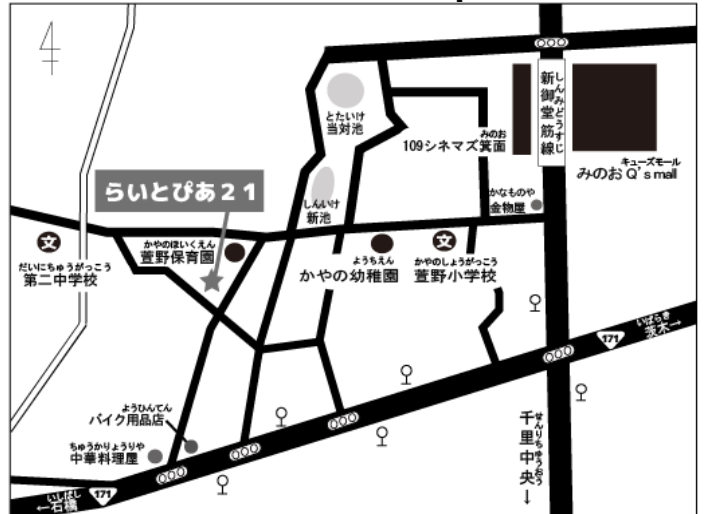 とたいけ
当対池
しんみどうすじ
新御堂筋線
みのお
109シネマズ箕面
キューズモール
みのおQ's mall
らいとぴあ21
しんいけ
新池
かなものや
金物屋
文
だいにちゅうがっこう
第二中学校
かやのほいくえん
萱野保育園
ようちえん
かやの幼稚園
文
かやのしょうがっこう
萱野小学校
いばらき
茨木→
171
ようひんてん
バイク用品店
ちゅうかりょうりや
中華料理屋
せんりちゅうおう
千里中央↓
いしばし
←石橋
171